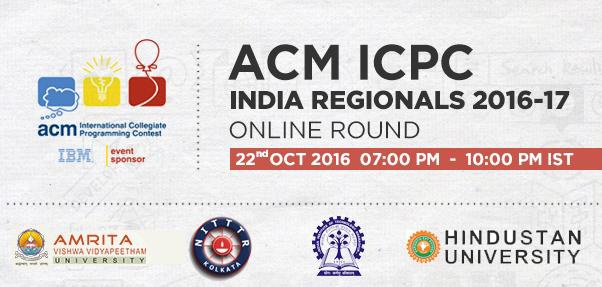 acm International Collegiate
Programming Contest
IBM event
sponsor
ACM ICPC
INDIA REGIONALS 2016-17
ONLINE ROUND
22nd OCT 2016 07:00 PM - 10:00 PM IST
AMRITA
VISHWA VIDYAPEETHAM
UNIVERSITY
NITTTR
KOLKATA
HINDUSTAN
UNIVERSITY